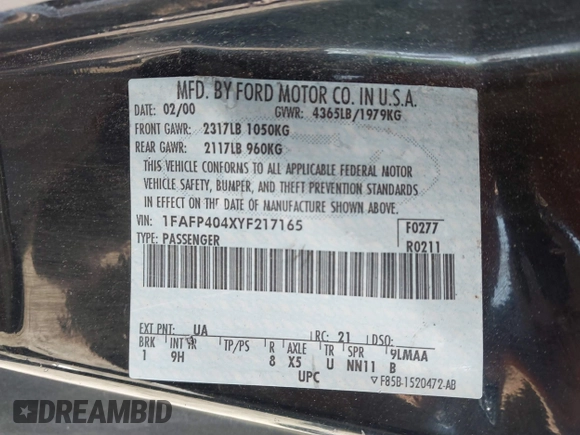 MFD. BY FORD MOTOR CO. IN U.S.A.
DATE: 02/00 GVWR: 4365LB/1979KG
FRONT GAWR: 2317LB 1050KG
REAR GAWR: 2117LB 960KG
THIS VEHICLE CONFORMS TO ALL APPLICABLE FEDERAL MOTOR
VEHICLE SAFETY, BUMPER, AND THEFT PREVENTION STANDARDS
IN EFFECT ON THE DATE OF MANUFACTURE SHOWN ABOVE.
VIN: 1FAFP404XYF217165 F0277
TYPE: PASSENGER R0211
EXT PNT: UA RC: 21 DSO:
BRK INT TR TP/PS R AXLE TR SPR 9LMAA
1 9H 8 X5 U NN11 B
UPC ▽F85B-1520472-AB
DREAMBID